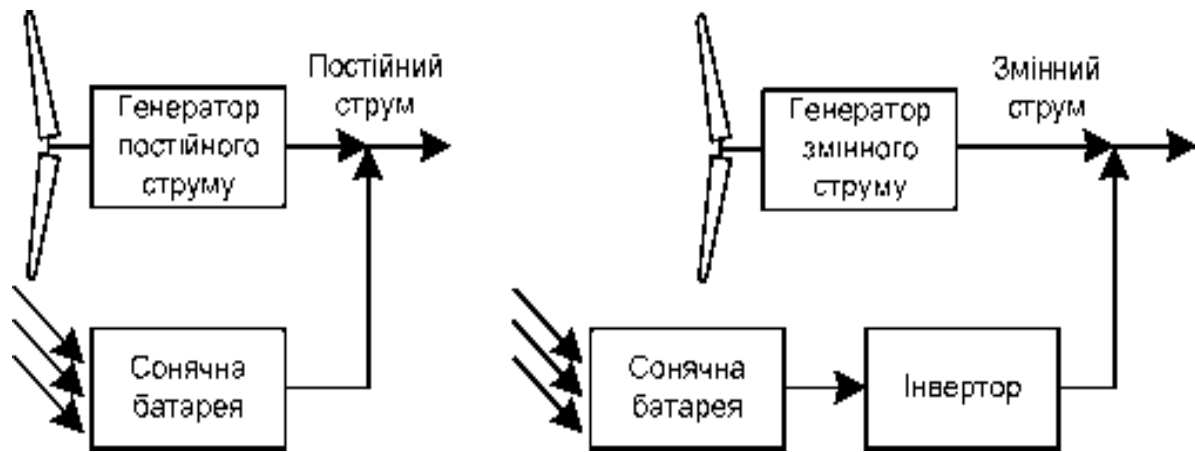 Постійний
струм
Генератор
постійного
струму
Сонячна
батарея
Змінний
струм
Генератор
змінного
струму
Сонячна
батарея
Інвертор